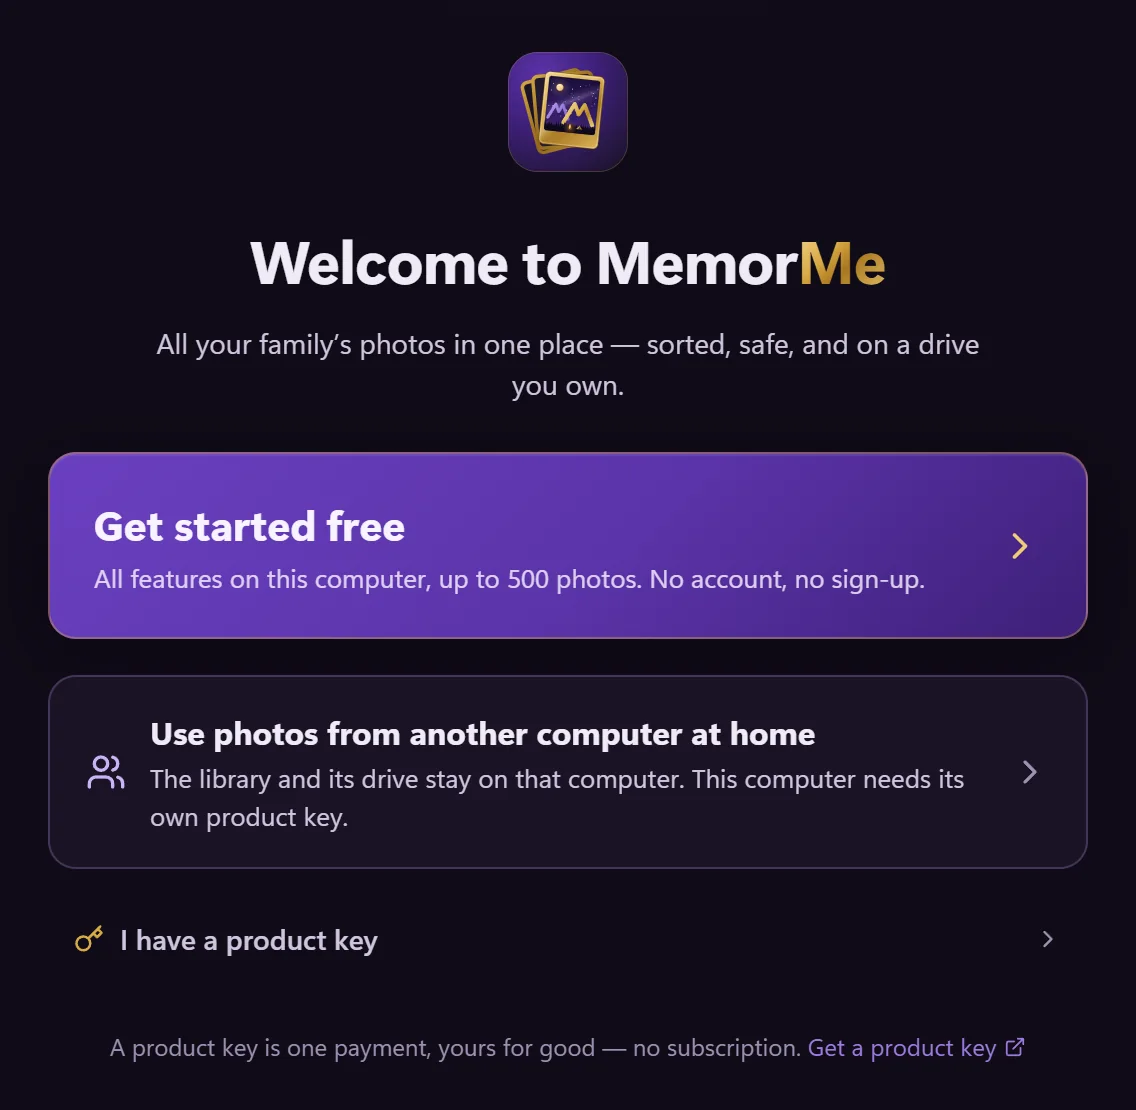 Welcome to MemorMe
All your family’s photos in one place — sorted, safe, and on a drive
you own.
Get started free
All features on this computer, up to 500 photos. No account, no sign-up.
Use photos from another computer at home
The library and its drive stay on that computer. This computer needs its
own product key.
I have a product key
A product key is one payment, yours for good — no subscription. Get a product key